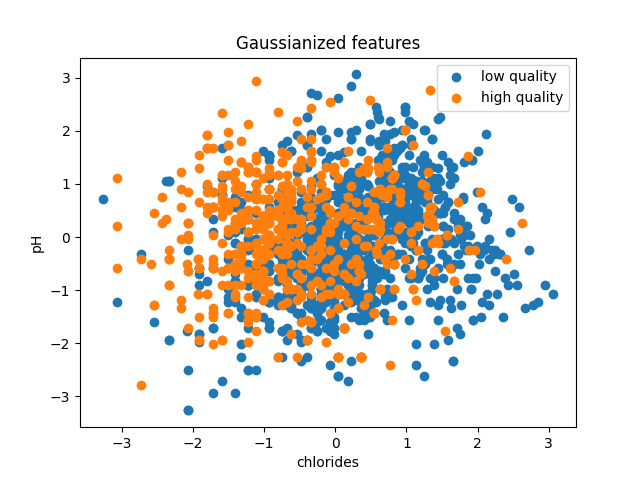 Gaussianized features
low quality
high quality
3
2
1
0
−1
−2
−3
pH
−3
−2
−1
0
1
2
3
chlorides